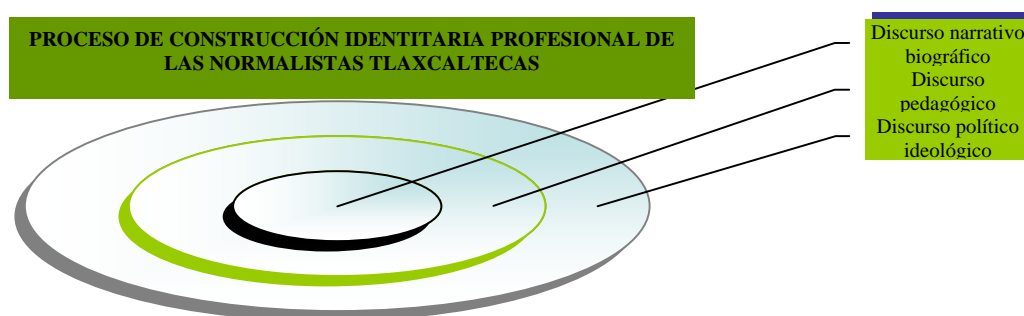 PROCESO DE CONSTRUCCIÓN IDENTITARIA PROFESIONAL DE
LAS NORMALISTAS TLAXCALTECAS
Discurso narrativo
biográfico
Discurso
pedagógico
Discurso político
ideológico